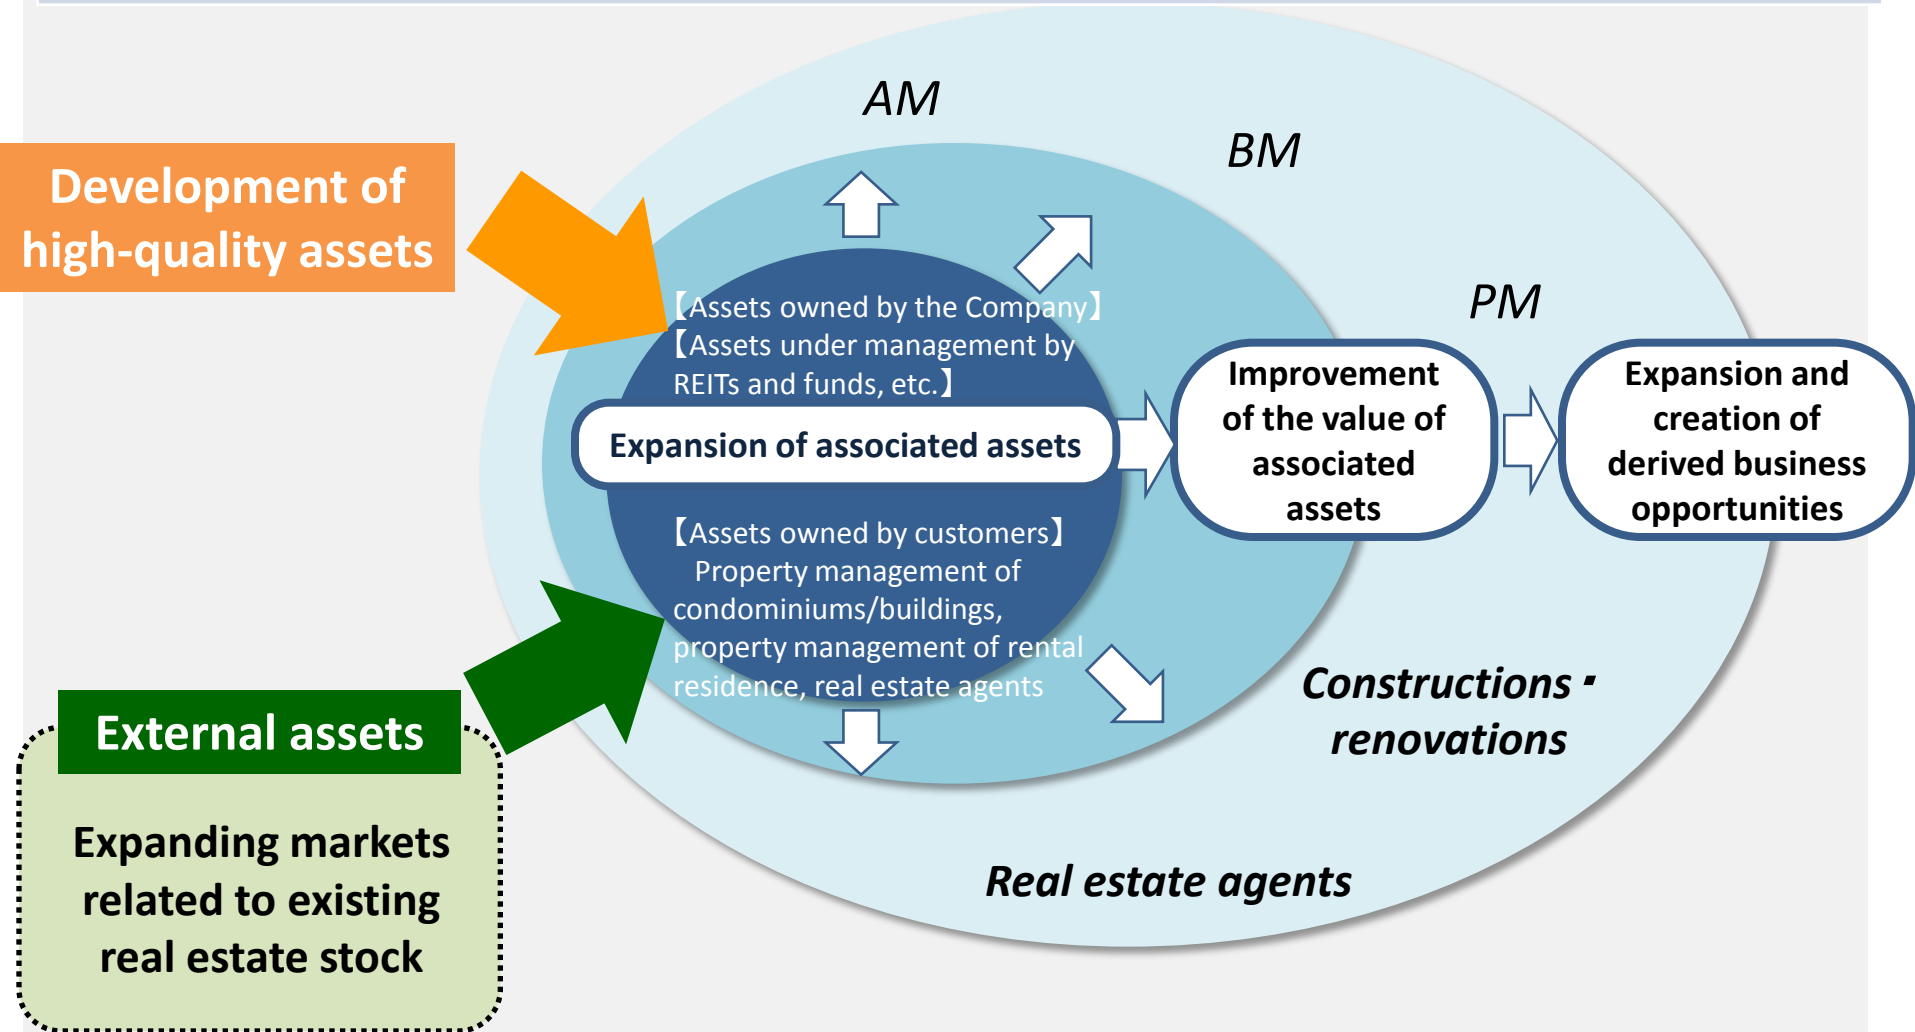 AM
BM
PM
Development of
high-quality assets
【Assets owned by the Company】
【Assets under management by
REITs and funds, etc.】
Expansion of associated assets
【Assets owned by customers】
Property management of
condominiums/buildings,
property management of rental
residence, real estate agents
Improvement
of the value of
associated
assets
Expansion and
creation of
derived business
opportunities
Constructions・
renovations
Real estate agents
External assets
Expanding markets
related to existing
real estate stock